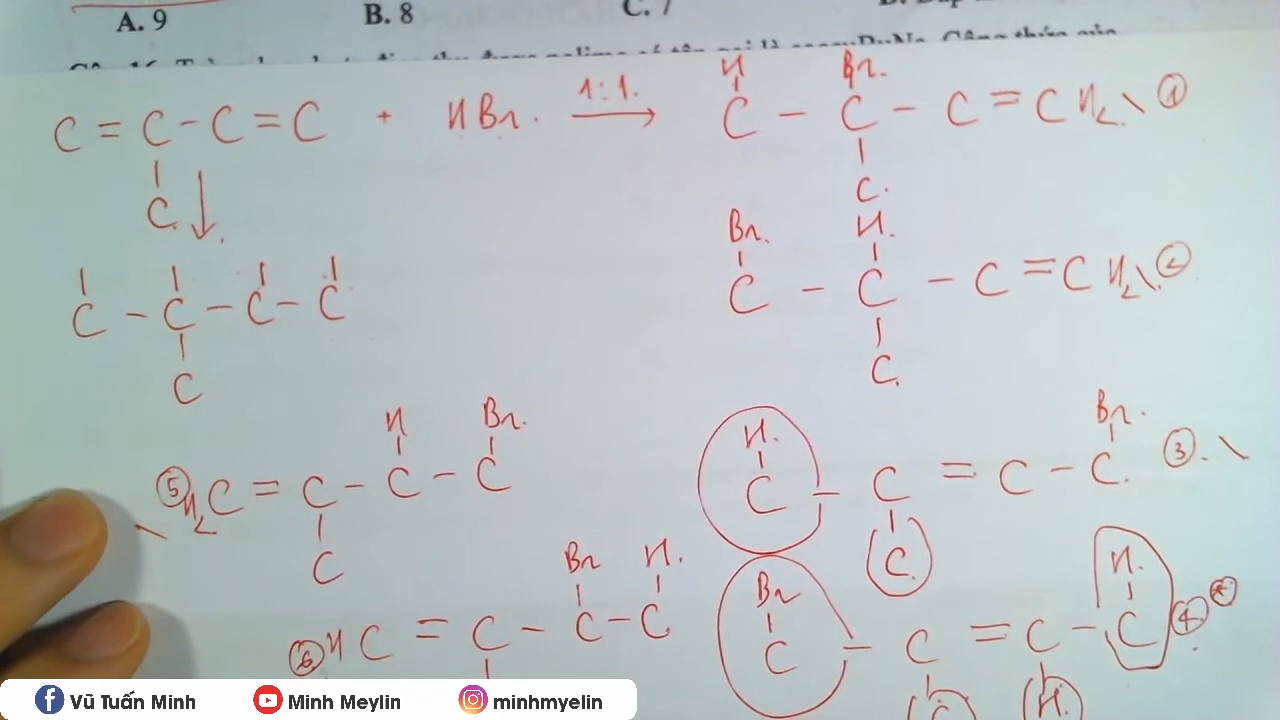 A. 9 B. 8 C. 7
C = C - C = C + HBr. 1:1. →
C
C - C - C - C
C
H Br.
C - C - C = CH2 \ ①
C.
Br. H.
C - C - C = CH2 \. ②
C.
H. Br.
C - C = C - C. ③. \
C.
H Br.
⑤ H2C = C - C - C
C
Br H.
⑥ HC = C - C - C
Br H.
C - C = C - C ④ *
C H.
Vũ Tuấn Minh Minh Meylin minhmyelin